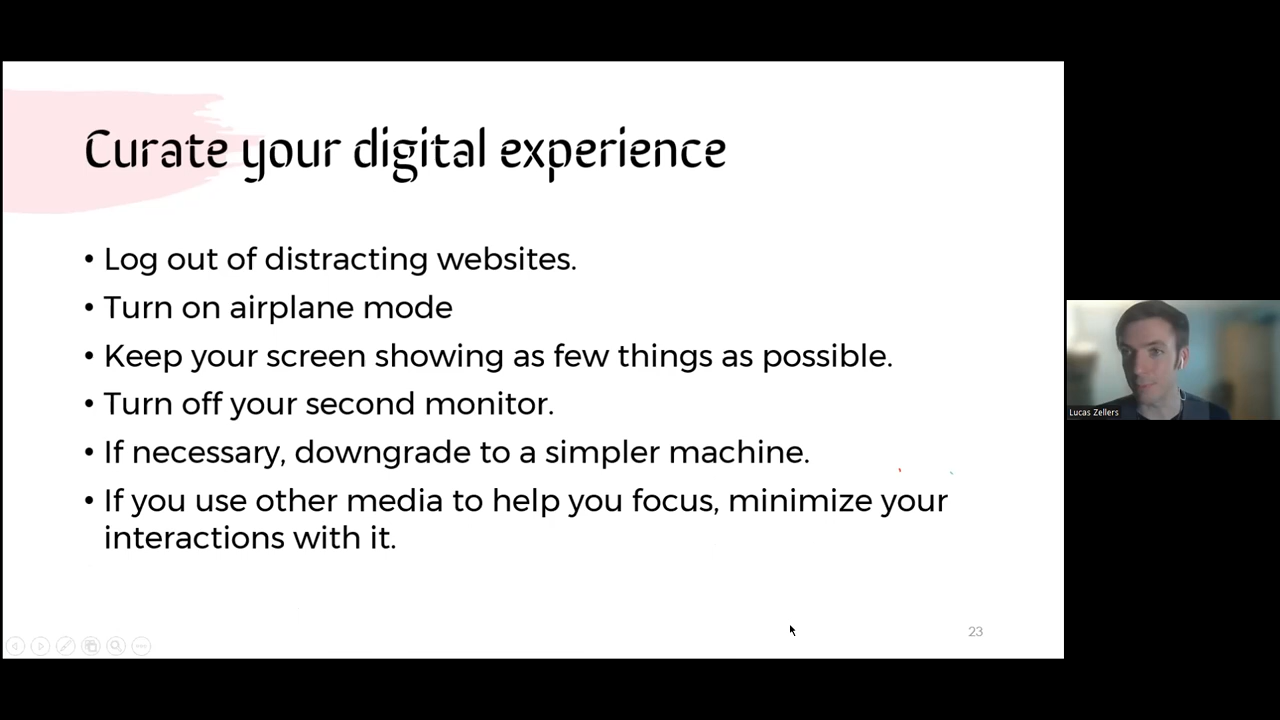 Curate your digital experience
• Log out of distracting websites.
• Turn on airplane mode
• Keep your screen showing as few things as possible.
• Turn off your second monitor.
• If necessary, downgrade to a simpler machine.
• If you use other media to help you focus, minimize your
interactions with it.
Lucas Zellers
23